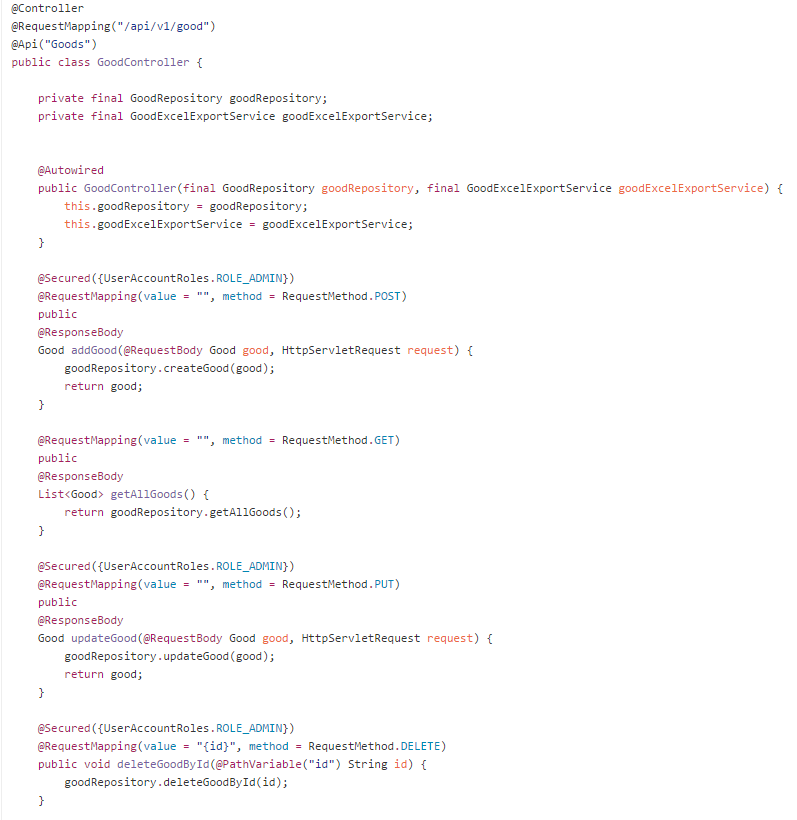 @Controller
@RequestMapping("/api/v1/good")
@Api("Goods")
public class GoodController {
private final GoodRepository goodRepository;
private final GoodExcelExportService goodExcelExportService;
@Autowired
public GoodController(final GoodRepository goodRepository, final GoodExcelExportService goodExcelExportService) {
this.goodRepository = goodRepository;
this.goodExcelExportService = goodExcelExportService;
}
@Secured({UserAccountRoles.ROLE_ADMIN})
@RequestMapping(value = "", method = RequestMethod.POST)
public
@ResponseBody
Good addGood(@RequestBody Good good, HttpServletRequest request) {
goodRepository.createGood(good);
return good;
}
@RequestMapping(value = "", method = RequestMethod.GET)
public
@ResponseBody
List<Good> getAllGoods() {
return goodRepository.getAllGoods();
}
@Secured({UserAccountRoles.ROLE_ADMIN})
@RequestMapping(value = "", method = RequestMethod.PUT)
public
@ResponseBody
Good updateGood(@RequestBody Good good, HttpServletRequest request) {
goodRepository.updateGood(good);
return good;
}
@Secured({UserAccountRoles.ROLE_ADMIN})
@RequestMapping(value = "{id}", method = RequestMethod.DELETE)
public void deleteGoodById(@PathVariable("id") String id) {
goodRepository.deleteGoodById(id);
}